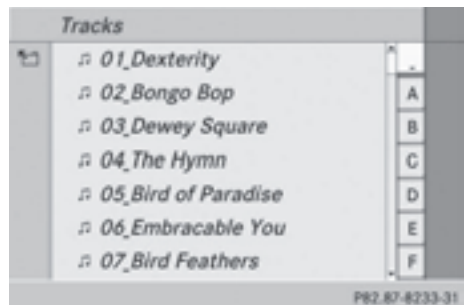 Tracks
01_Dexterity
02_Bongo Bop
A
03_Dewey Square
B
04_The Hymn
C
05_Bird of Paradise
D
06_Embracable You
E
07_Bird Feathers
F
P82.87-8233-31